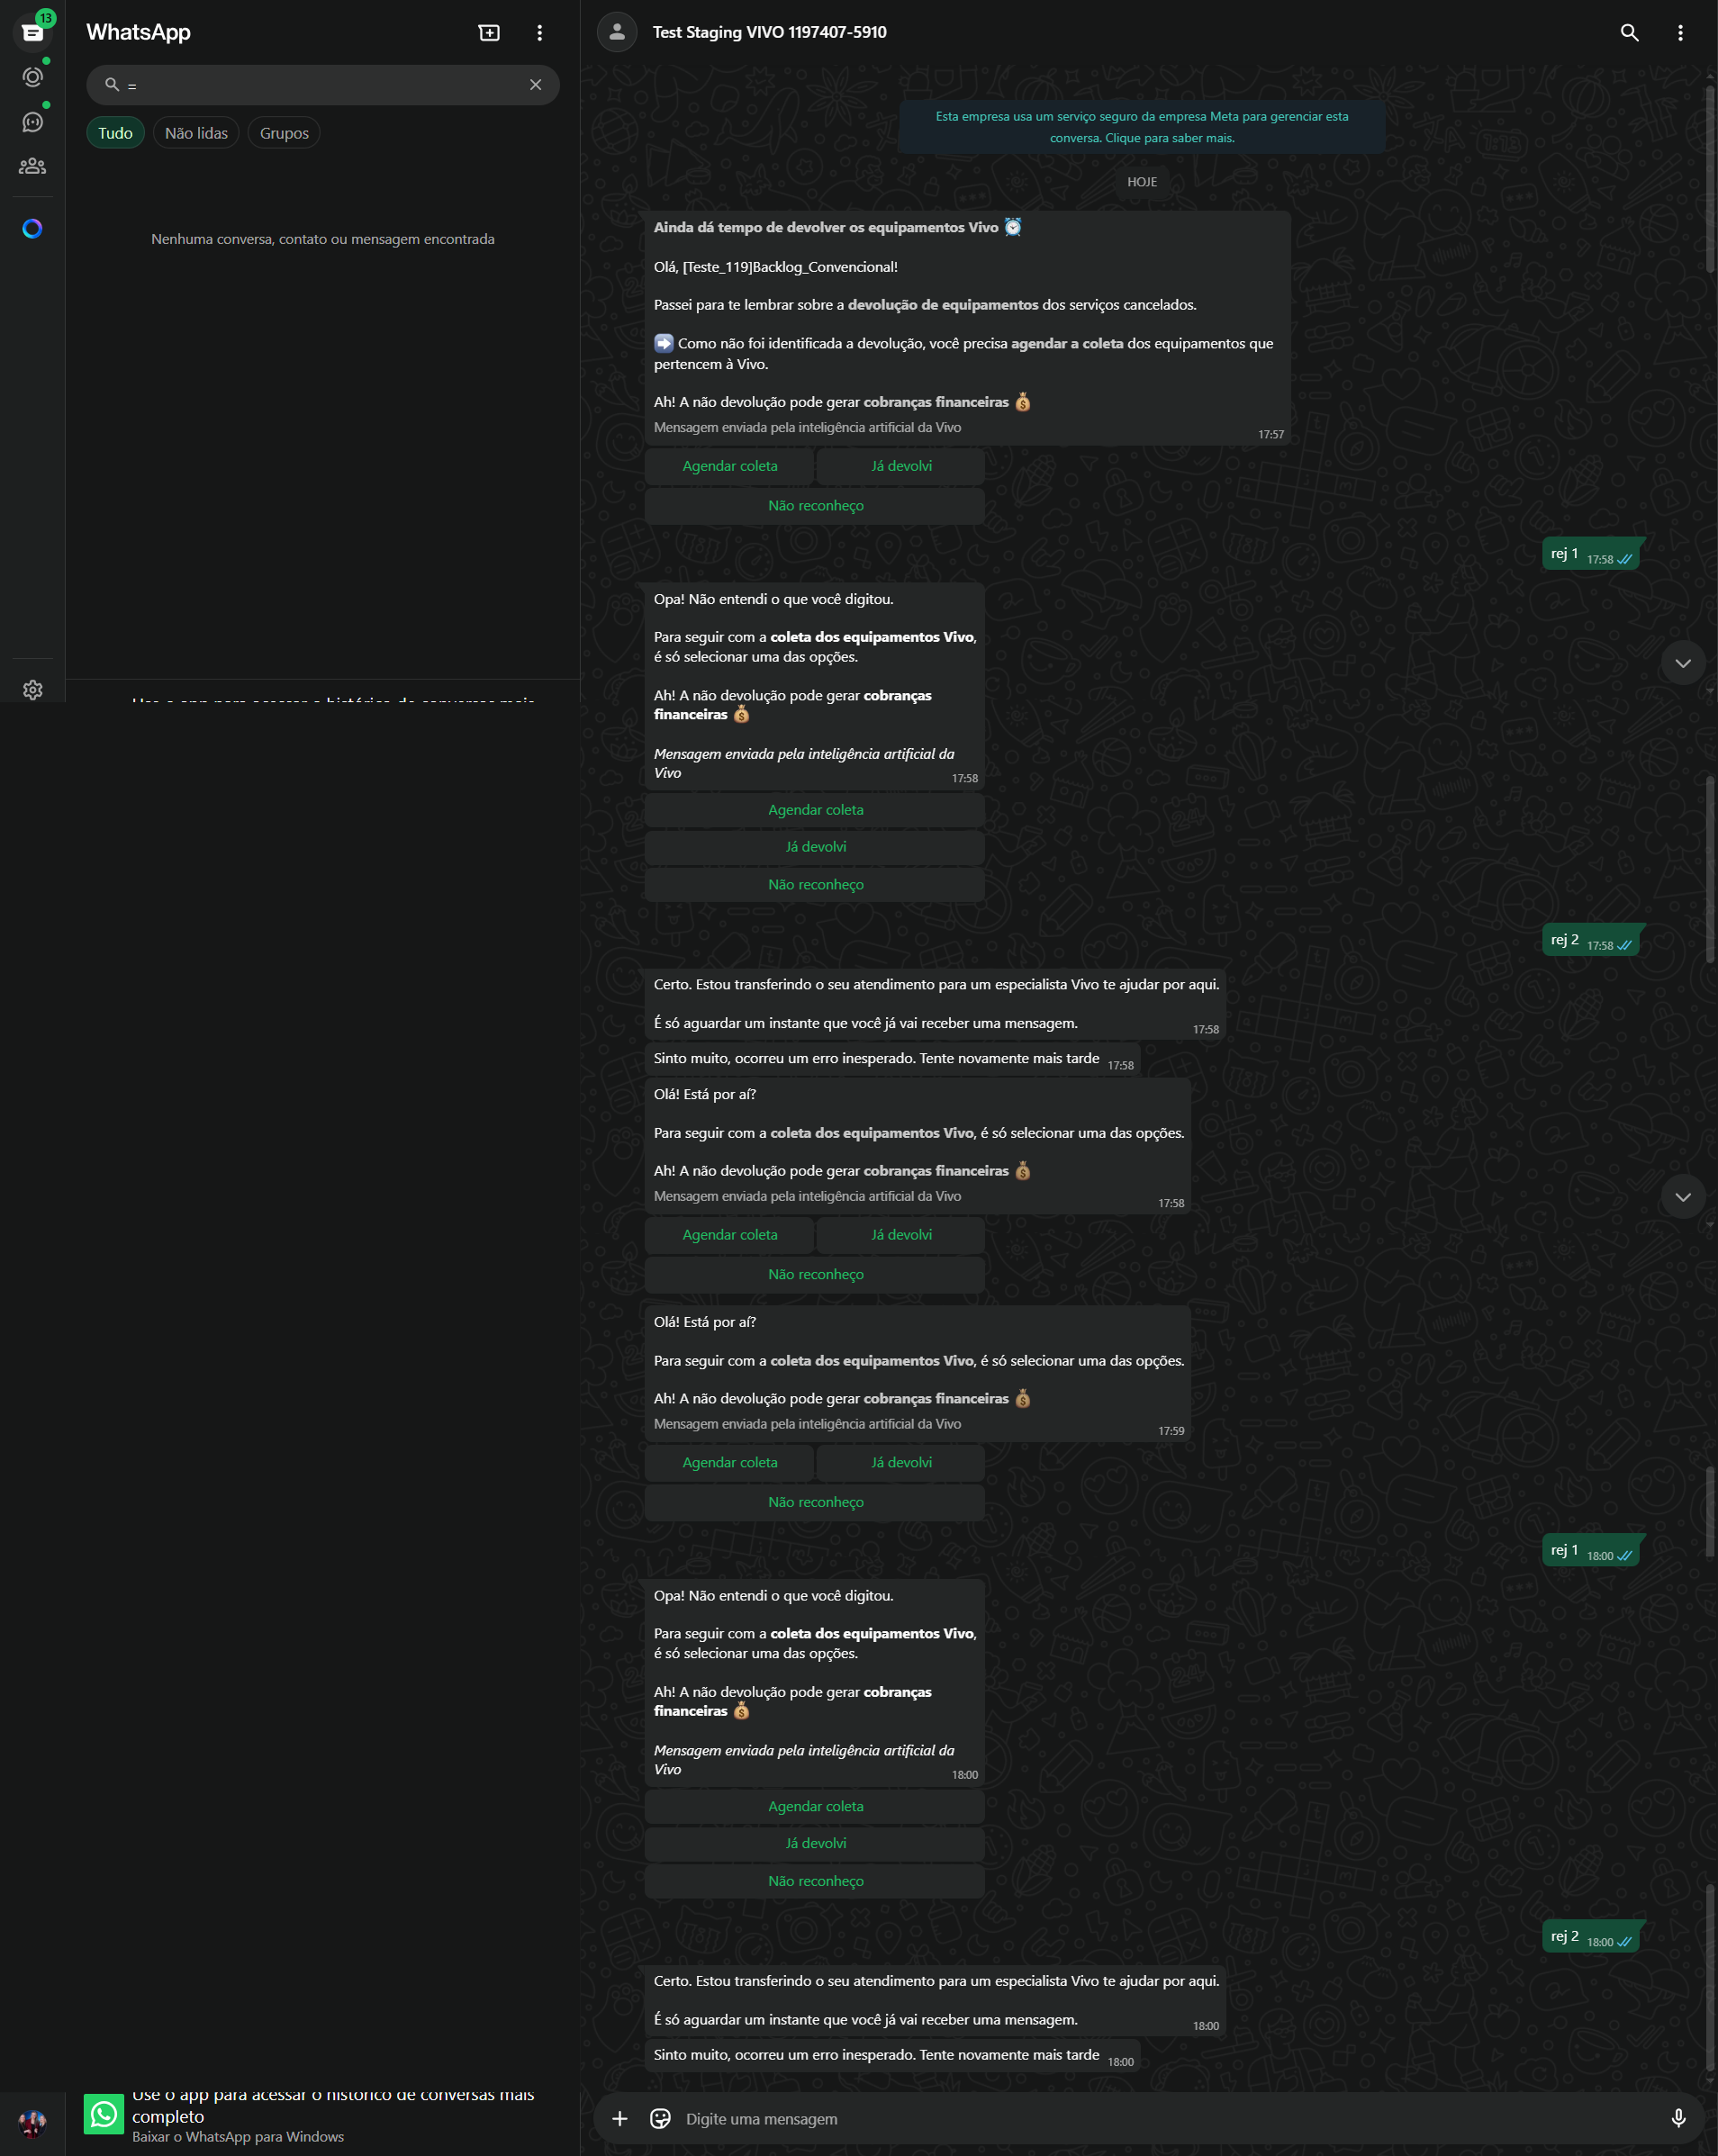 13
WhatsApp
=
Tudo
Não lidas
Grupos
Nenhuma conversa, contato ou mensagem encontrada
Use o app para acessar o histórico de conversas mais
Test Staging VIVO 1197407-5910
Esta empresa usa um serviço seguro da empresa Meta para gerenciar esta
conversa. Clique para saber mais.
HOJE
Ainda dá tempo de devolver os equipamentos Vivo ⏰
Olá, [Teste_119]Backlog_Convencional!
Passei para te lembrar sobre a devolução de equipamentos dos serviços cancelados.
➡️ Como não foi identificada a devolução, você precisa agendar a coleta dos equipamentos que
pertencem à Vivo.
Ah! A não devolução pode gerar cobranças financeiras 💰
Mensagem enviada pela inteligência artificial da Vivo
17:57
Agendar coleta
Já devolvi
Não reconheço
rej 1 17:58
Opa! Não entendi o que você digitou.
Para seguir com a coleta dos equipamentos Vivo,
é só selecionar uma das opções.
Ah! A não devolução pode gerar cobranças
financeiras 💰
Mensagem enviada pela inteligência artificial da
Vivo
17:58
Agendar coleta
Já devolvi
Não reconheço
rej 2 17:58
Certo. Estou transferindo o seu atendimento para um especialista Vivo te ajudar por aqui.
É só aguardar um instante que você já vai receber uma mensagem.
17:58
Sinto muito, ocorreu um erro inesperado. Tente novamente mais tarde 17:58
Olá! Está por aí?
Para seguir com a coleta dos equipamentos Vivo, é só selecionar uma das opções.
Ah! A não devolução pode gerar cobranças financeiras 💰
Mensagem enviada pela inteligência artificial da Vivo
17:58
Agendar coleta
Já devolvi
Não reconheço
Olá! Está por aí?
Para seguir com a coleta dos equipamentos Vivo, é só selecionar uma das opções.
Ah! A não devolução pode gerar cobranças financeiras 💰
Mensagem enviada pela inteligência artificial da Vivo
17:59
Agendar coleta
Já devolvi
Não reconheço
rej 1 18:00
Opa! Não entendi o que você digitou.
Para seguir com a coleta dos equipamentos Vivo,
é só selecionar uma das opções.
Ah! A não devolução pode gerar cobranças
financeiras 💰
Mensagem enviada pela inteligência artificial da
Vivo
18:00
Agendar coleta
Já devolvi
Não reconheço
rej 2 18:00
Certo. Estou transferindo o seu atendimento para um especialista Vivo te ajudar por aqui.
É só aguardar um instante que você já vai receber uma mensagem.
18:00
Sinto muito, ocorreu um erro inesperado. Tente novamente mais tarde 18:00
Use o app para acessar o histórico de conversas mais
completo
Baixar o WhatsApp para Windows
Digite uma mensagem